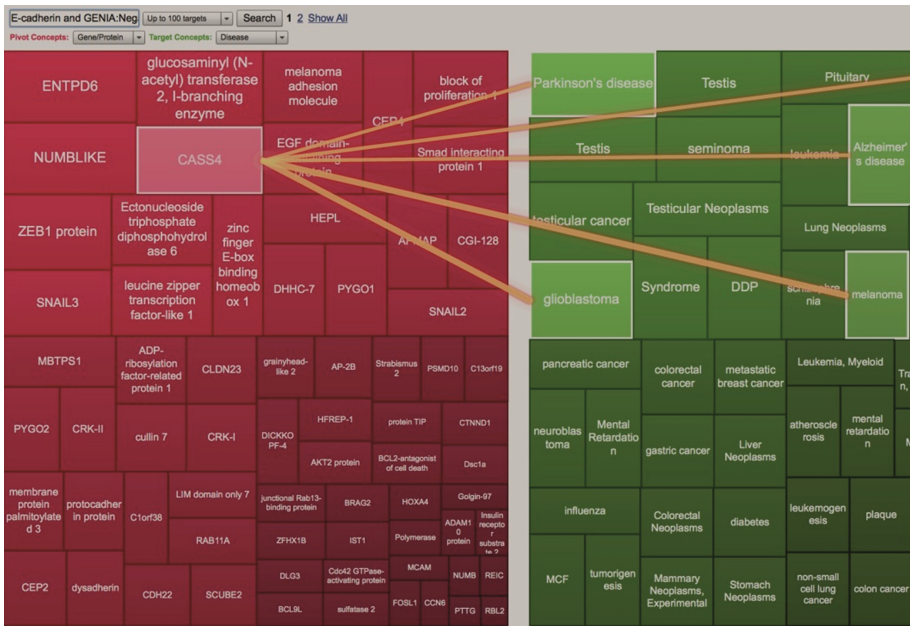 E-cadherin and GENIA:Neg
Up to 100 targets
Search
1 2 Show All
Pivot Concepts: Gene/Protein
Target Concepts: Disease
ENTPD6
glucosaminyl (N-
acetyl) transferase
2, I-branching
enzyme
melanoma
adhesion
molecule
CEP4
block of
proliferation 1
NUMBLIKE
CASS4
EGF domain-
protein
Smad interacting
protein 1
ZEB1 protein
Ectonucleoside
triphosphate
diphosphohydrol
ase 6
zinc
finger
E-box
binding
homeob
ox 1
HEPL
CGI-128
SNAIL3
leucine zipper
transcription
factor-like 1
DHHC-7
PYGO1
SNAIL2
MBTPS1
ADP-
ribosylation
factor-related
protein 1
CLDN23
grainyhead-
like 2
AP-2B
Strabismus
2
PSMD10
C13orf19
PYGO2
CRK-II
cullin 7
CRK-I
DICKKO
PF-4
HFREP-1
protein TIP
CTNND1
AKT2 protein
BCL2-antagonist
of cell death
Dsc1a
membrane
protein
palmitoylate
d 3
protocadher
in protein
C1orf38
LIM domain only 7
RAB11A
junctional Rab13-
binding protein
BRAG2
HOXA4
Golgin-97
ZFHX1B
IST1
Polymerase
ADAM1
0
protein
Insulin
recepto
r
substra
te 2
CEP2
dysadherin
CDH22
SCUBE2
DLG3
Cdo42 GTPase-
activating protein
MCAM
NUMB
REIC
BCL9L
sulfatase 2
FOSL1
CCN6
PTTG
RBL2
Parkinson's disease
Testis
Pituitary
Testis
seminoma
leukemia
Alzheimer'
s disease
testicular cancer
Testicular Neoplasms
Lung Neoplasms
glioblastoma
Syndrome
DDP
schizophre
nia
melanoma
pancreatic cancer
colorectal
cancer
metastatic
breast cancer
Leukemia, Myeloid
neuroblas
toma
Mental
Retardatio
n
gastric cancer
Liver
Neoplasms
atheroscle
rosis
mental
retardatio
n
influenza
Colorectal
Neoplasms
diabetes
leukemogen
esis
plaque
MCF
tumorigen
esis
Mammary
Neoplasms,
Experimental
Stomach
Neoplasms
non-small
cell lung
cancer
colon cancer